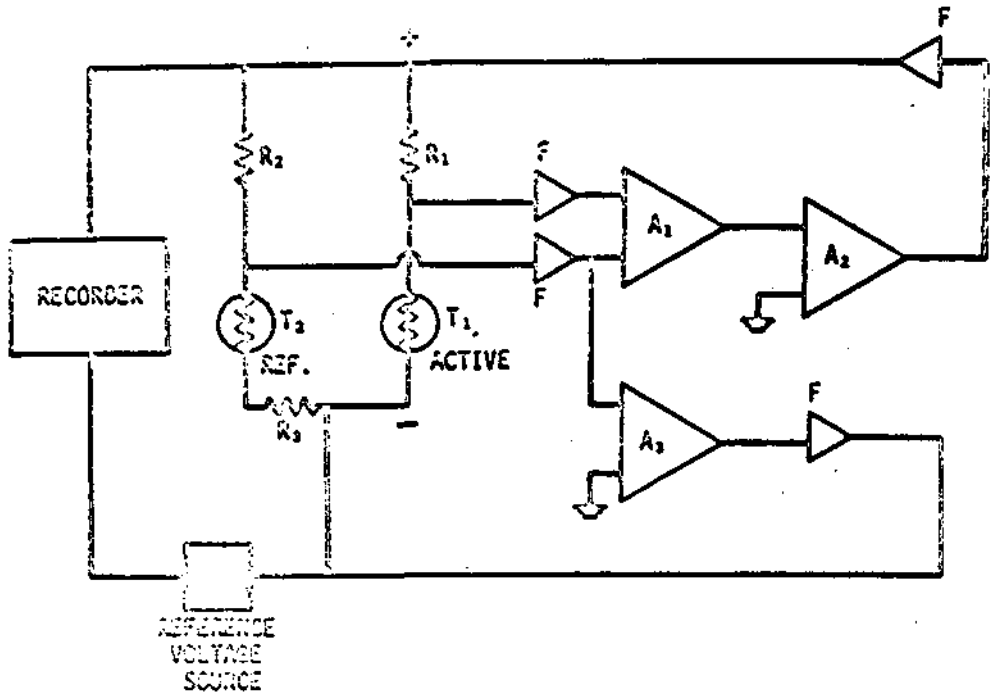 F
+
R₂
R₁
F
A₁
A₂
RECORDER
F
T₂
REF.
T₁
ACTIVE
R₃
−
F
A₃
REFERENCE
VOLTAGE
SOURCE